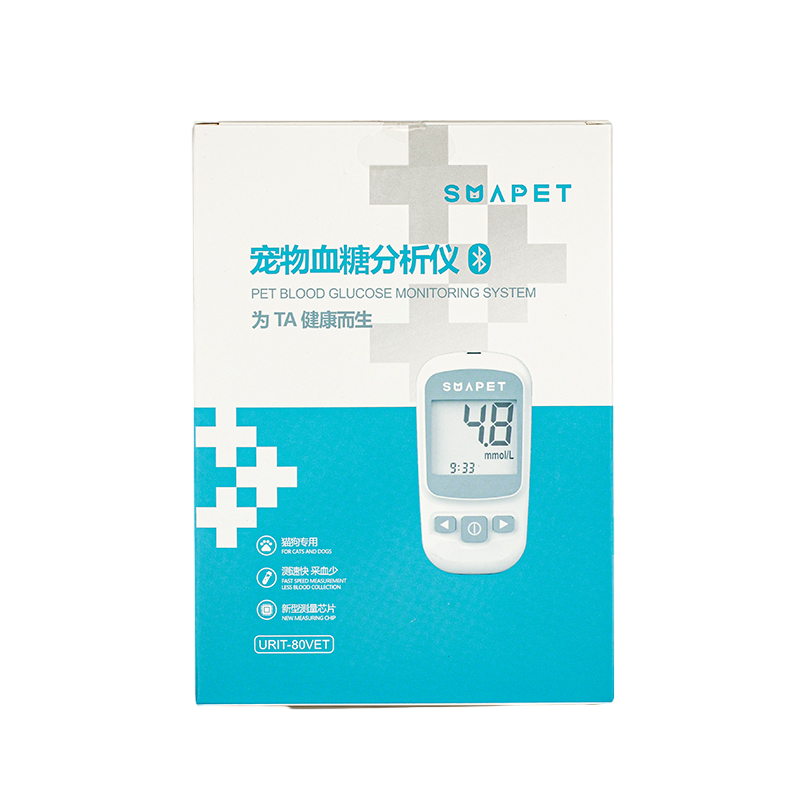 SMAPET
宠物血糖分析仪
PET BLOOD GLUCOSE MONITORING SYSTEM
为 TA 健康而生
SMAPET
4.8
mmol/L
9:33
猫狗专用
FOR CATS AND DOGS
测速快 采血少
FAST SPEED MEASUREMENT
LESS BLOOD COLLECTION
新型测量芯片
NEW MEASURING CHIP
URIT-80VET